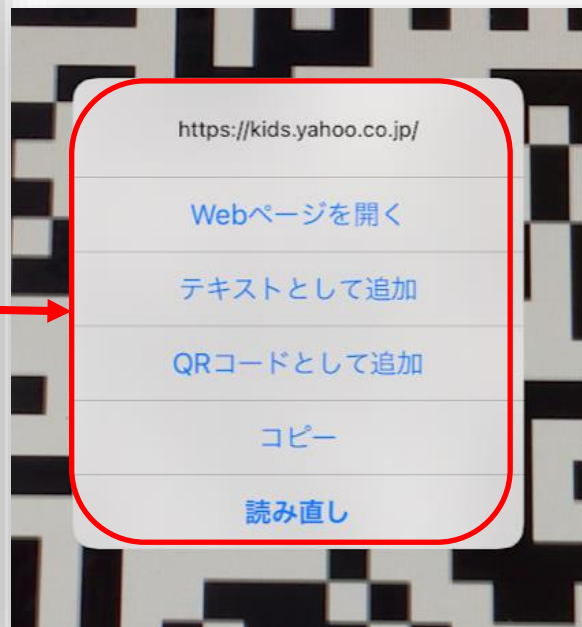 https://kids.yahoo.co.jp/
Webページを開く
テキストとして追加
QRコードとして追加
コピー
読み直し